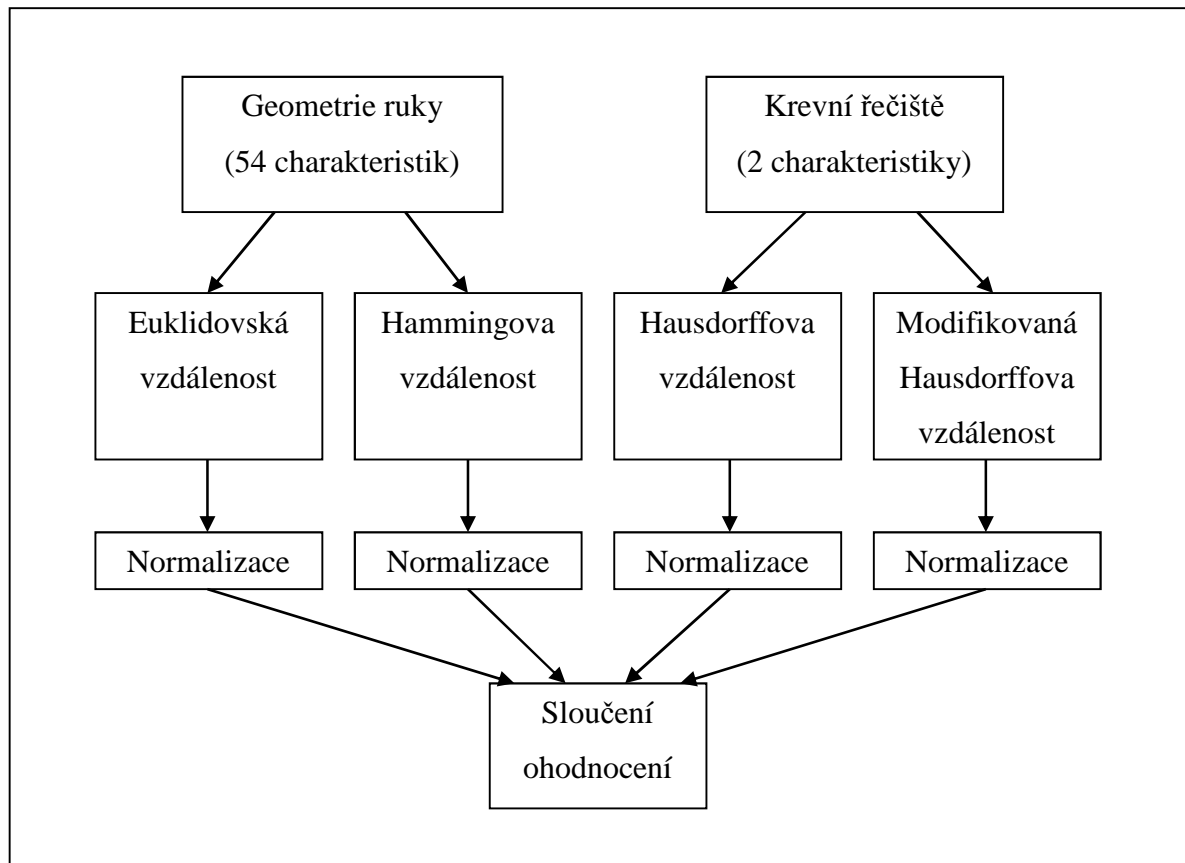 Geometrie ruky
(54 charakteristik)
Krevní řečiště
(2 charakteristiky)
Euklidovská
vzdálenost
Hammingova
vzdálenost
Hausdorffova
vzdálenost
Modifikovaná
Hausdorffova
vzdálenost
Normalizace
Normalizace
Normalizace
Normalizace
Sloučení
ohodnocení